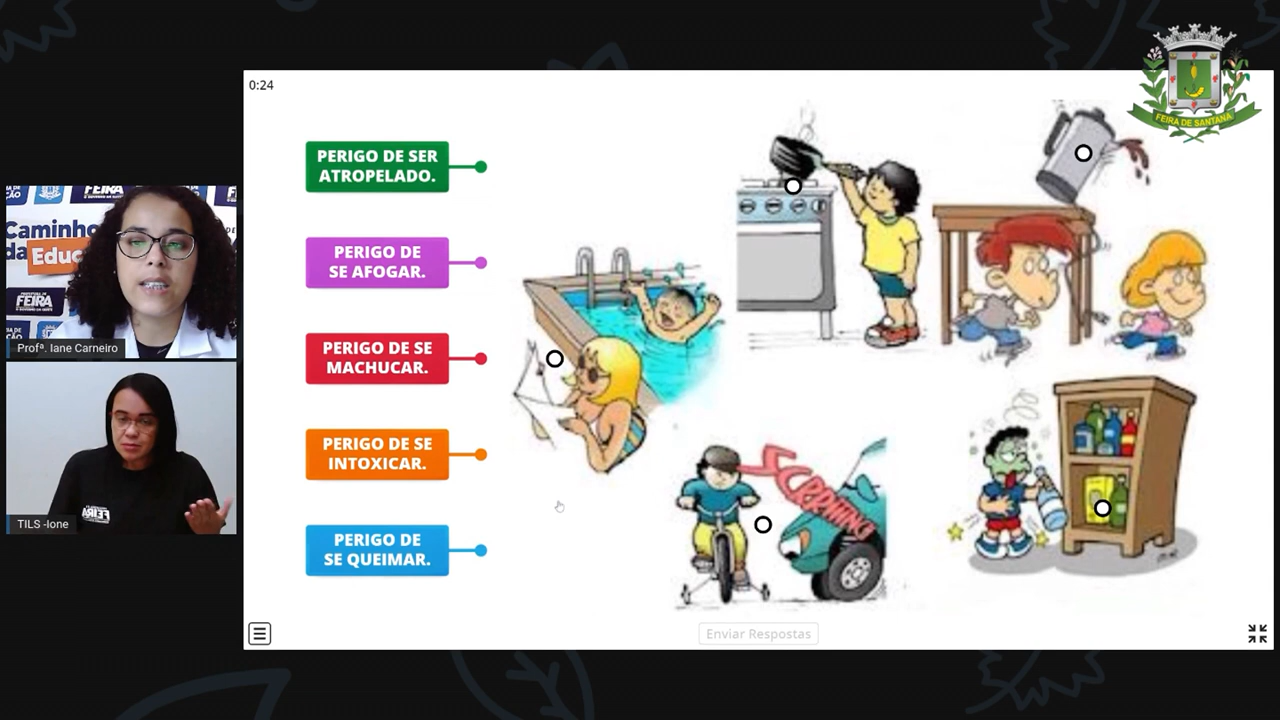 FEIRA DE SANTANA
0:24
PERIGO DE SER
ATROPELADO.
PERIGO DE
SE AFOGAR.
PERIGO DE SE
MACHUCAR.
PERIGO DE SE
INTOXICAR.
PERIGO DE
SE QUEIMAR.
Enviar Respostas
FEIRA
Caminho
da Educ
FEIRA
Profª. Iane Carneiro
TILS -Ione